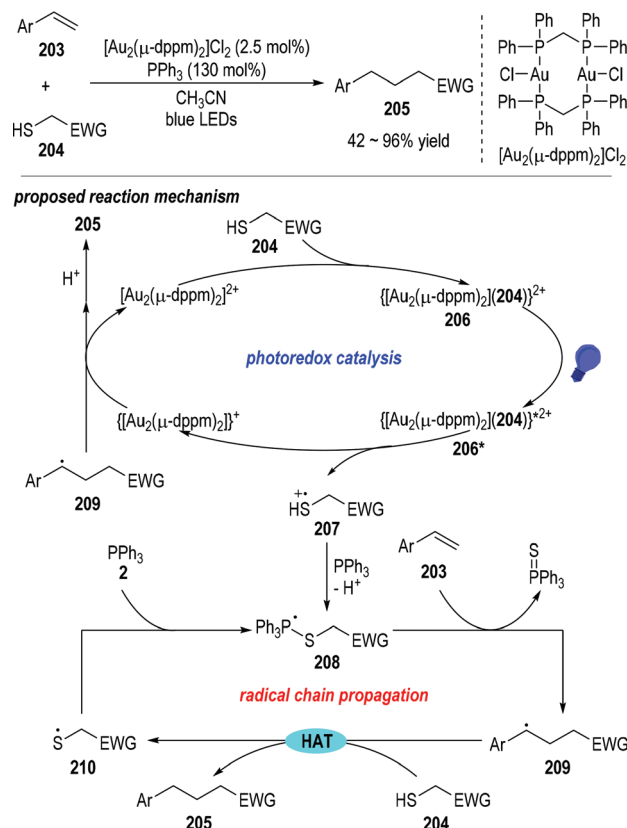 Ar
203
+
HS EWG
204
[Au2(μ-dppm)2]Cl2 (2.5 mol%)
PPh3 (130 mol%)
CH3CN
blue LEDs
Ar EWG
205
42 ~ 96% yield
Ph Ph Ph Ph
Ph P P Ph
Cl Au Au Cl
Ph P P Ph
Ph Ph Ph Ph
[Au2(μ-dppm)2]Cl2
proposed reaction mechanism
205
H+
HS EWG
204
[Au2(μ-dppm)2]2+
{[Au2(μ-dppm)2](204)}2+
206
photoredox catalysis
{[Au2(μ-dppm)2]}+
{[Au2(μ-dppm)2](204)}*2+
206*
Ar EWG
209
+•
HS EWG
207
PPh3
2
PPh3
- H+
Ar
203
S
PPh3
Ph3P S EWG
208
radical chain propagation
S EWG
210
HAT
Ar EWG
209
Ar EWG
205
HS EWG
204